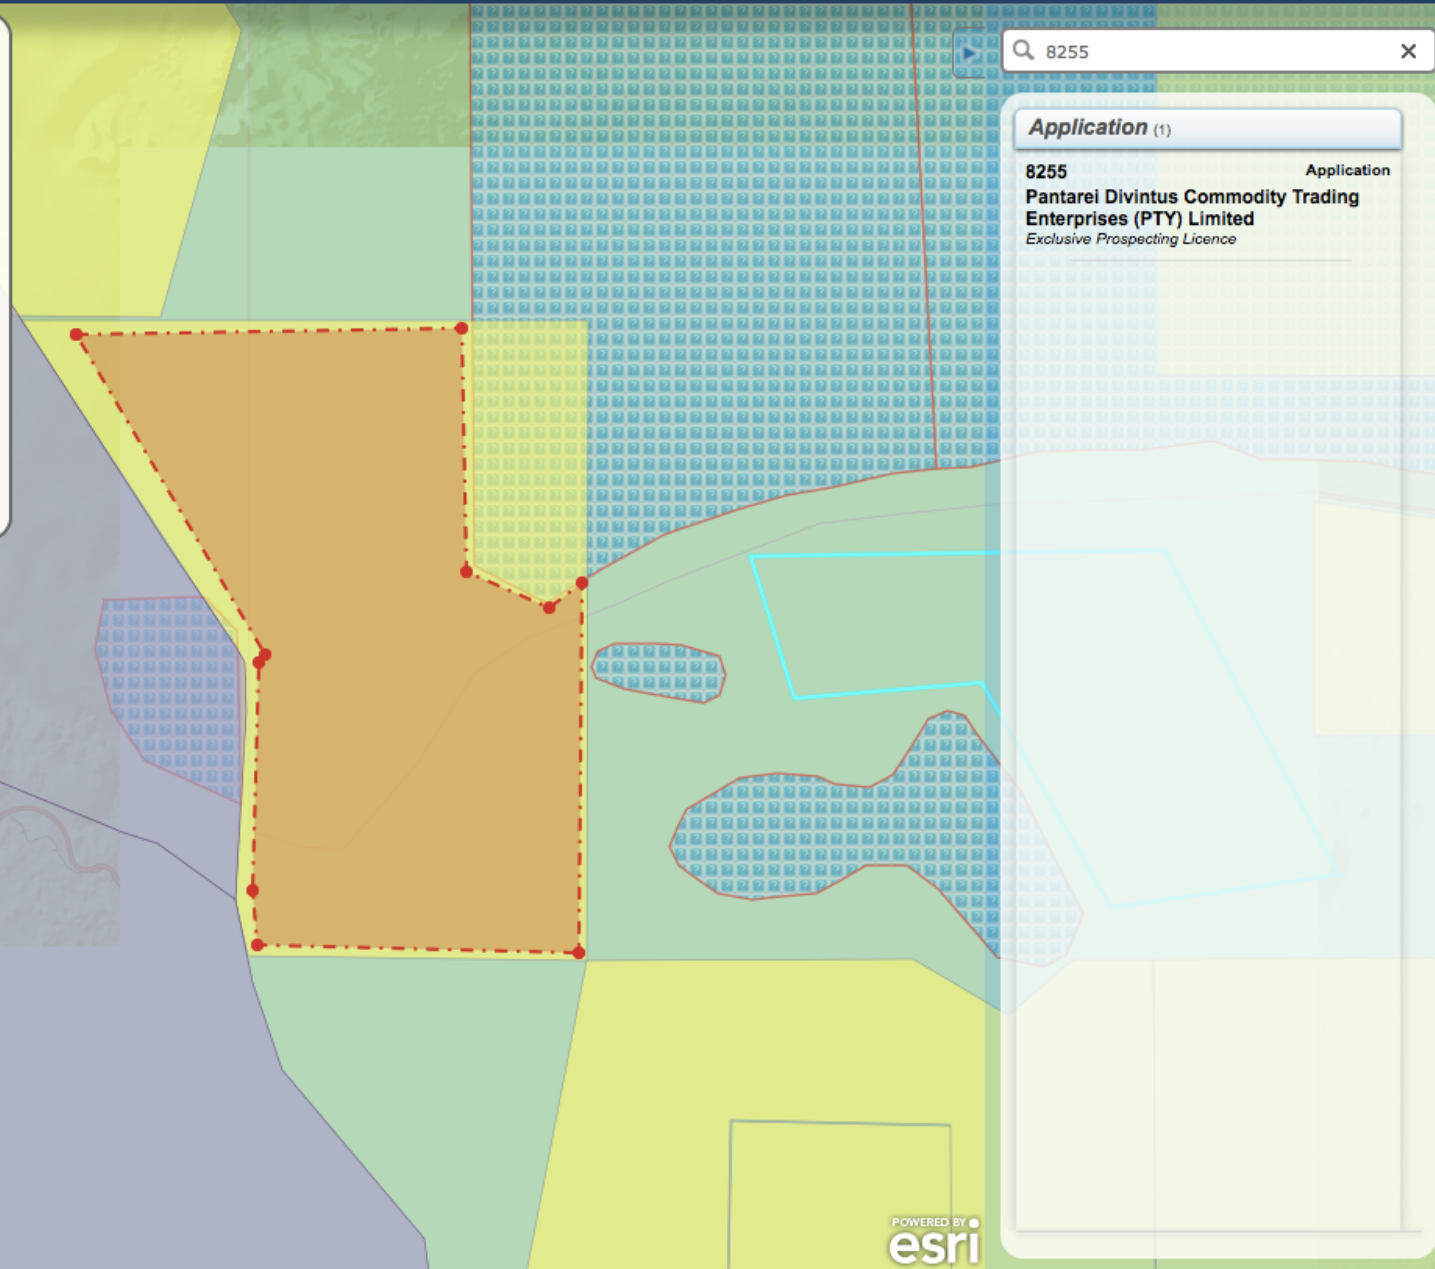 8255
Application (1)
8255 Application
Pantarei Divintus Commodity Trading
Enterprises (PTY) Limited
Exclusive Prospecting Licence
POWERED BY
esri